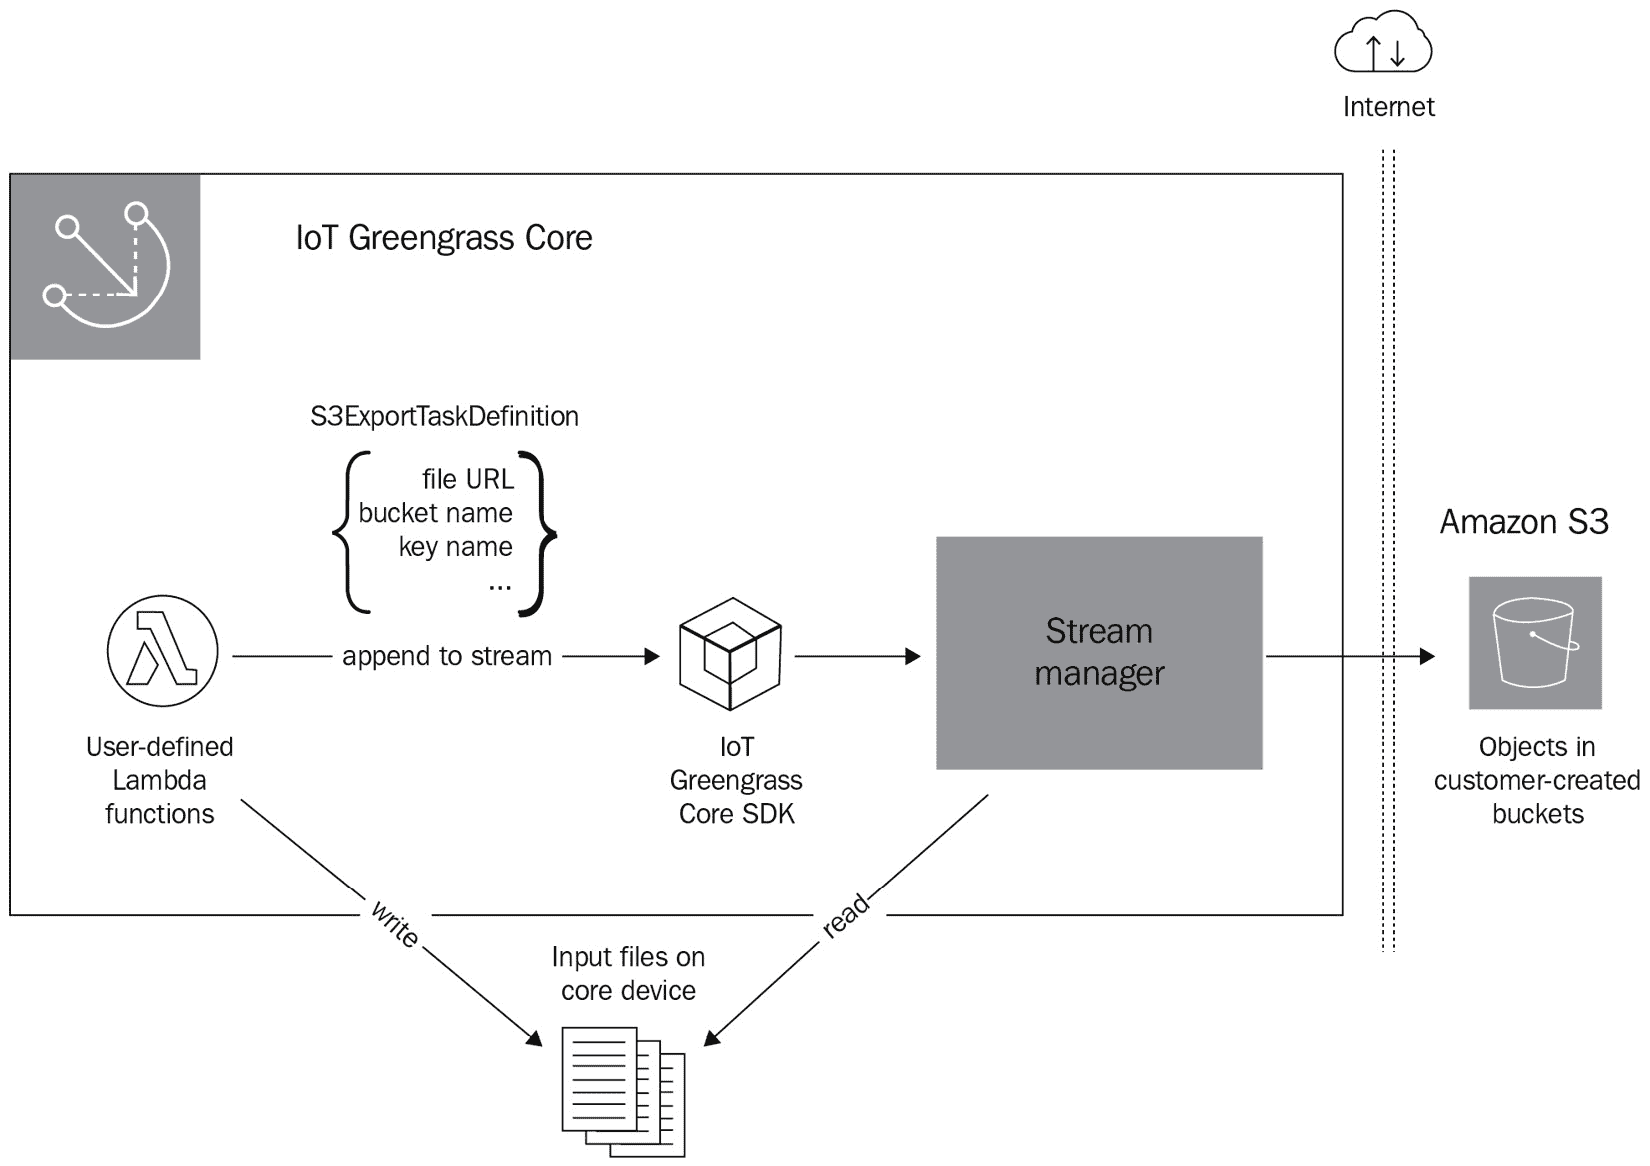 Internet
IoT Greengrass Core
S3ExportTaskDefinition
file URL
bucket name
key name
...
append to stream
User-defined
Lambda
functions
IoT
Greengrass
Core SDK
Stream
manager
Amazon S3
Objects in
customer-created
buckets
write
read
Input files on
core device